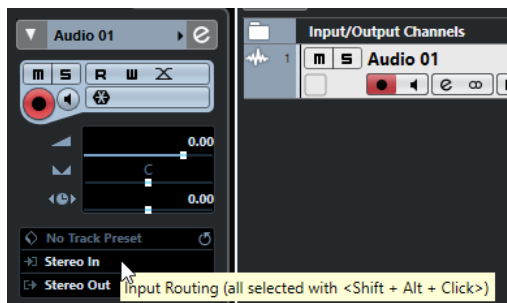 Audio 01
e
m S R W
0.00
C
0.00
No Track Preset
Stereo In
Stereo Out
Input Routing (all selected with <Shift + Alt + Click>)
Input/Output Channels
1 m S Audio 01
e